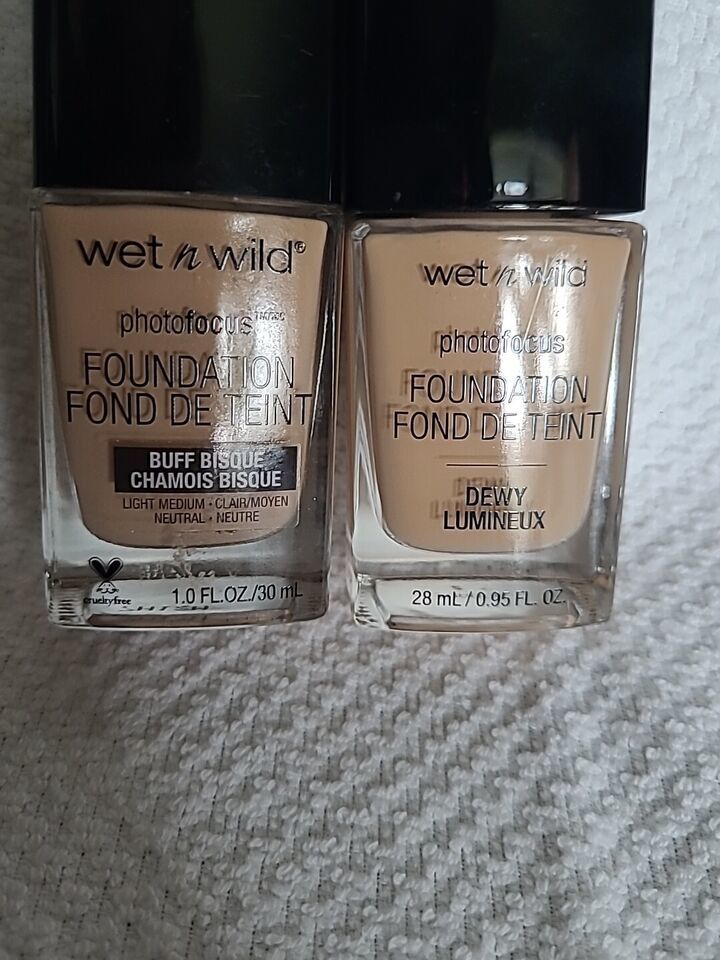 wet n wild®
photofocus™/MC
FOUNDATION
FOND DE TEINT
BUFF BISQUE
CHAMOIS BISQUE
LIGHT MEDIUM • CLAIR/MOYEN
NEUTRAL • NEUTRE
crueltyfree
1.0 FL.OZ./30 mL
wet n wild
photofocus
FOUNDATION
FOND DE TEINT
DEWY
LUMINEUX
28 mL / 0.95 FL. OZ.